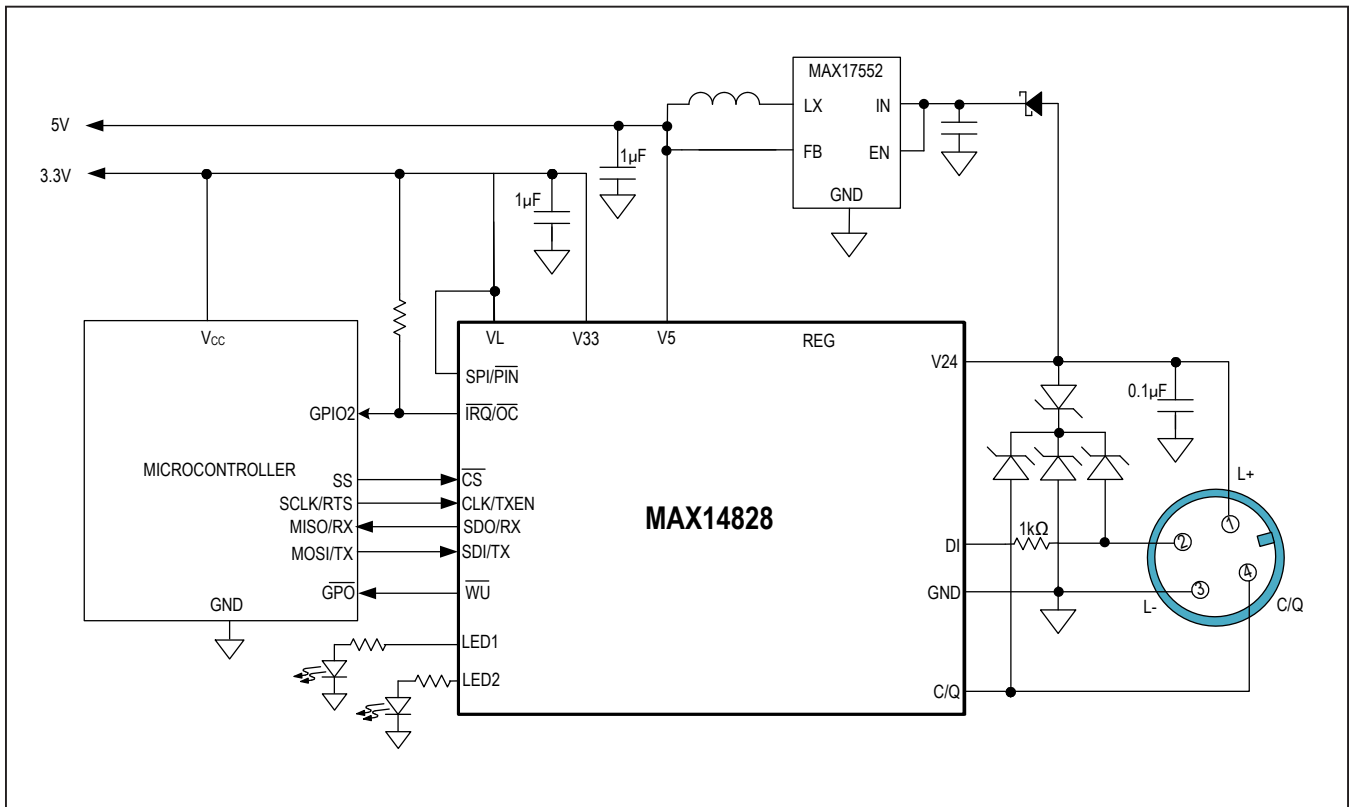 MAX17552
LX
IN
5V
1µF
FB
EN
3.3V
1µF
GND
VCC
VL
V33
V5
REG
V24
SPI/PIN
0.1µF
GPIO2
IRQ/OC
MICROCONTROLLER
L+
SS
CS
SCLK/RTS
CLK/TXEN
MAX14828
1
MISO/RX
SDO/RX
1kΩ
MOSI/TX
SDI/TX
DI
2
4
GPO
WU
GND
3
GND
L-
C/Q
LED1
LED2
C/Q